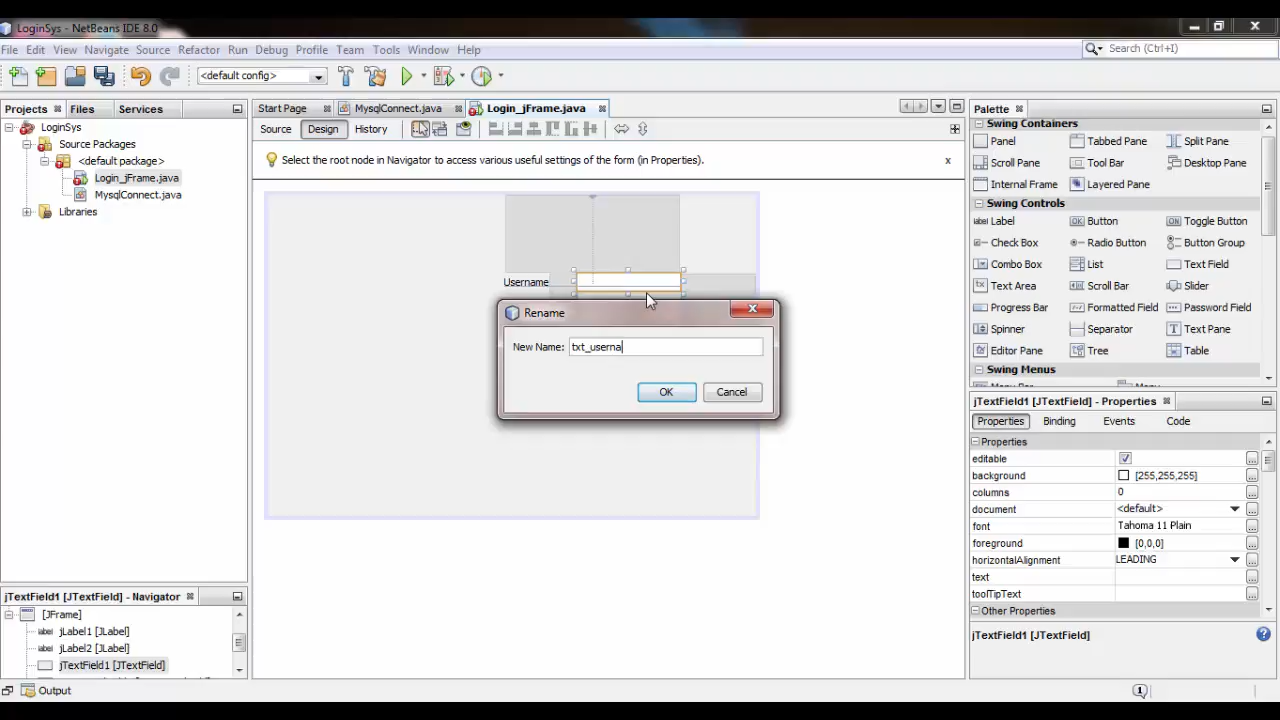 LoginSys - NetBeans IDE 8.0
File Edit View Navigate Source Refactor Run Debug Profile Team Tools Window Help
Search (Ctrl+I)
<default config>
Projects Files Services
Start Page MysqlConnect.java Login_jFrame.java
Palette
LoginSys
Source Packages
<default package>
Login_jFrame.java
MysqlConnect.java
Libraries
Source Design History
Select the root node in Navigator to access various useful settings of the form (in Properties).
x
Username
Rename
New Name: txt_userna
OK Cancel
Swing Containers
Panel Tabbed Pane Split Pane
Scroll Pane Tool Bar Desktop Pane
Internal Frame Layered Pane
Swing Controls
label Label OK Button ON Toggle Button
Check Box Radio Button Button Group
Combo Box List Text Field
tx Text Area Scroll Bar Slider
Progress Bar Formatted Field Password Field
Spinner Separator Text Pane
Editor Pane Tree Table
Swing Menus
jTextField1 [JTextField] - Properties
Properties Binding Events Code
Properties
editable
background [255,255,255] ...
columns 0 ...
document <default> ...
font Tahoma 11 Plain ...
foreground [0,0,0] ...
horizontalAlignment LEADING ...
text ...
toolTipText ...
Other Properties
jTextField1 [JTextField]
jTextField1 [JTextField] - Navigator
[JFrame]
label jLabel1 [JLabel]
label jLabel2 [JLabel]
jTextField1 [JTextField]
Output
1